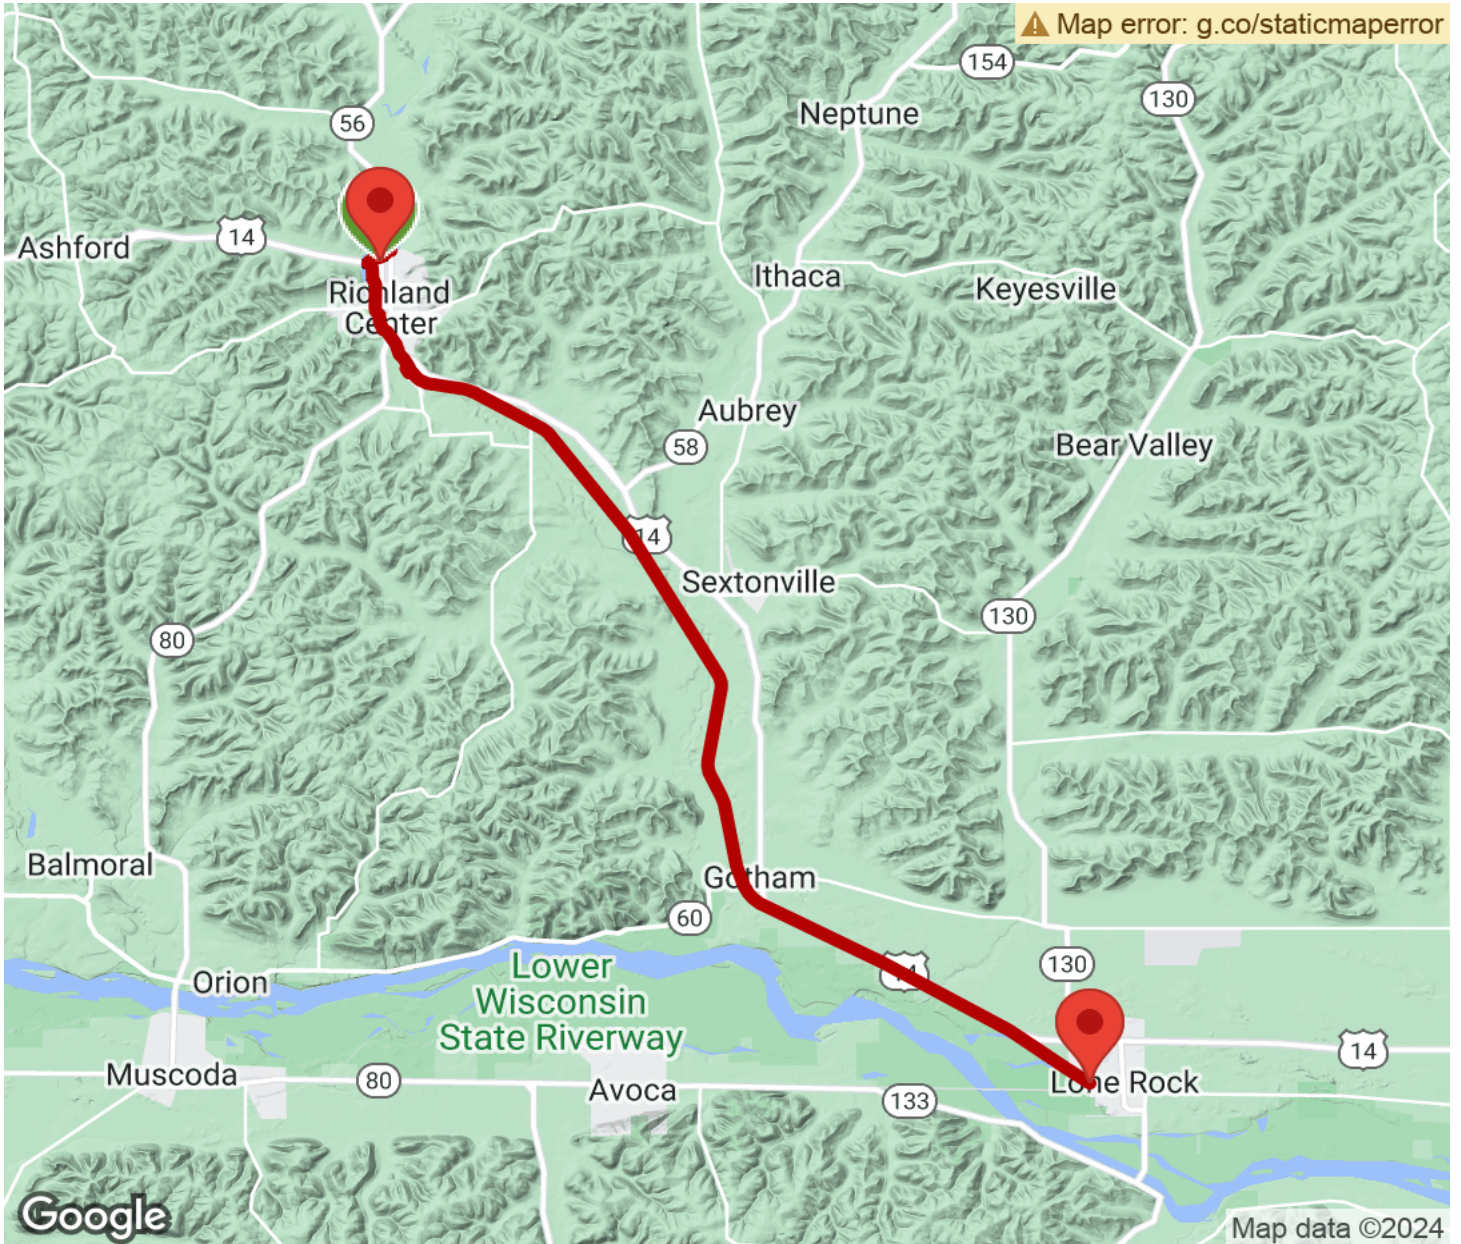 Map error: g.co/staticmaperror
154
130
Neptune
56
14
Ashford
Ithaca
Keyesville
Richland
Center
Aubrey
58
Bear Valley
14
Sextonville
130
80
Balmoral
Gotham
60
Orion
Lower
Wisconsin
State Riverway
14
130
14
Muscoda
80
Avoca
133
Lone Rock
Google
Map data ©2024